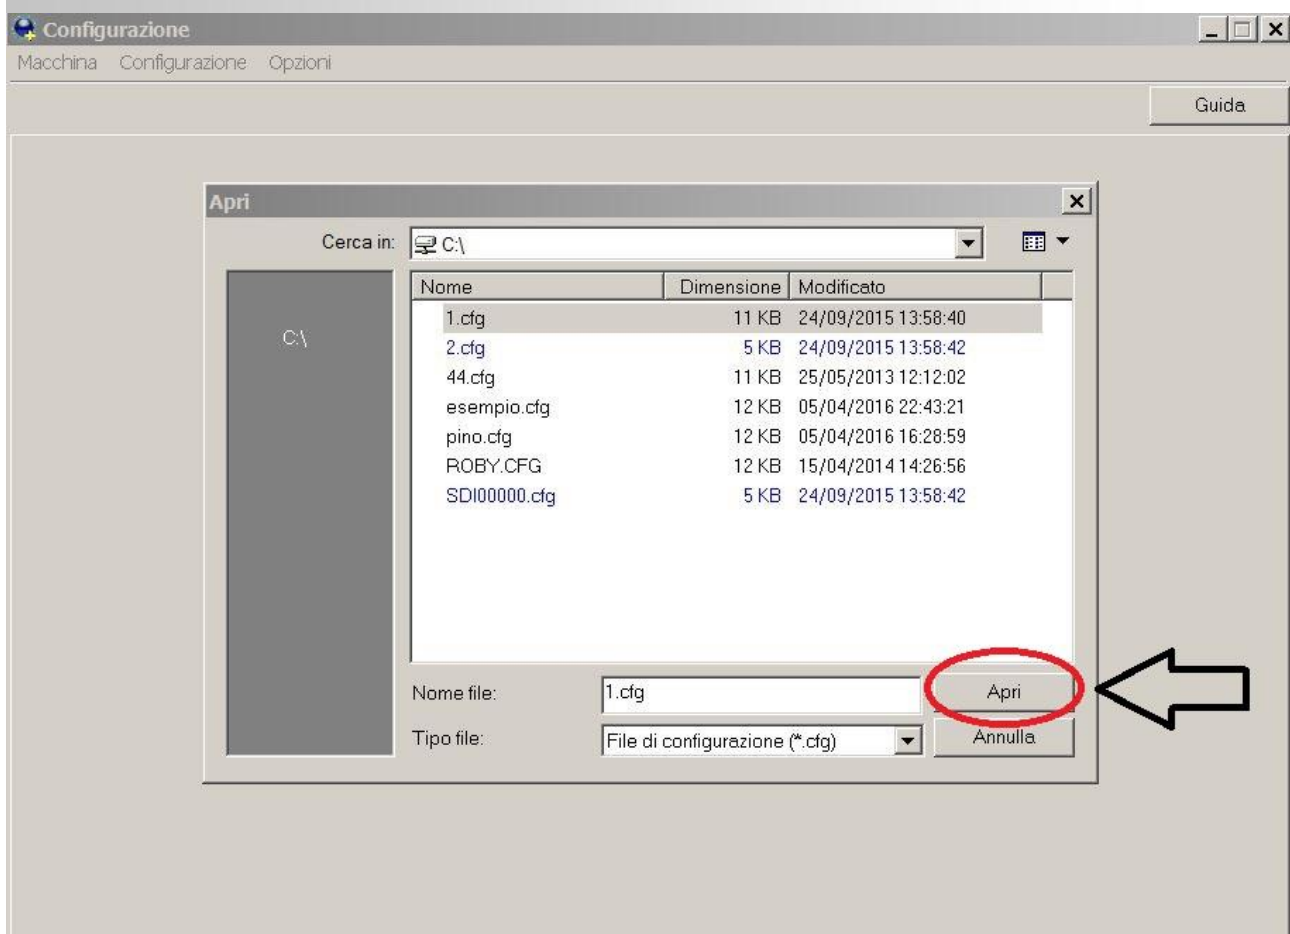 Configurazione
Macchina Configurazione Opzioni
Guida
Apri
Cerca in: C:\
C:\
Nome Dimensione Modificato
1.cfg 11 KB 24/09/2015 13:58:40
2.cfg 5 KB 24/09/2015 13:58:42
44.cfg 11 KB 25/05/2013 12:12:02
esempio.cfg 12 KB 05/04/2016 22:43:21
pino.cfg 12 KB 05/04/2016 16:28:59
ROBY.CFG 12 KB 15/04/2014 14:26:56
SDI00000.cfg 5 KB 24/09/2015 13:58:42
Nome file: 1.cfg Apri
Tipo file: File di configurazione (*.cfg) Annulla